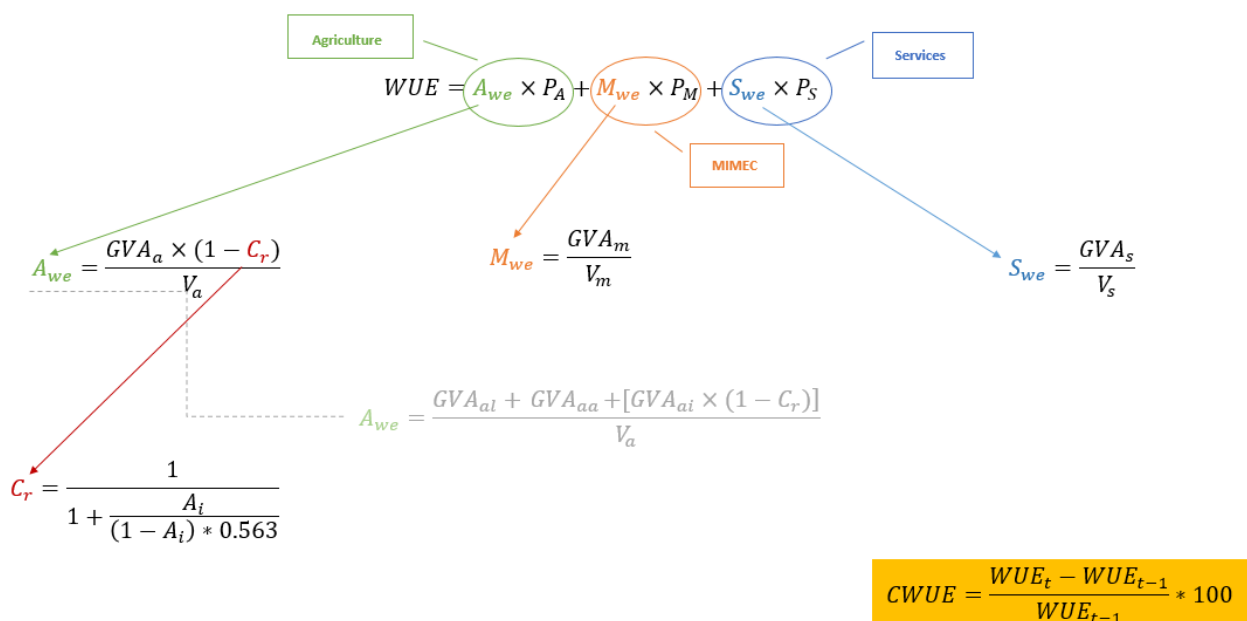 Agriculture
Services
WUE = A_we × P_A + M_we × P_M + S_we × P_S
MIMEC
A_we = GVA_a × (1 − C_r) / V_a
M_we = GVA_m / V_m
S_we = GVA_s / V_s
A_we = GVA_al + GVA_aa + [GVA_ai × (1 − C_r)] / V_a
C_r = 1 / 1 + A_i / (1 − A_i) * 0.563
CWUE = WUE_t − WUE_t−1 / WUE_t−1 * 100